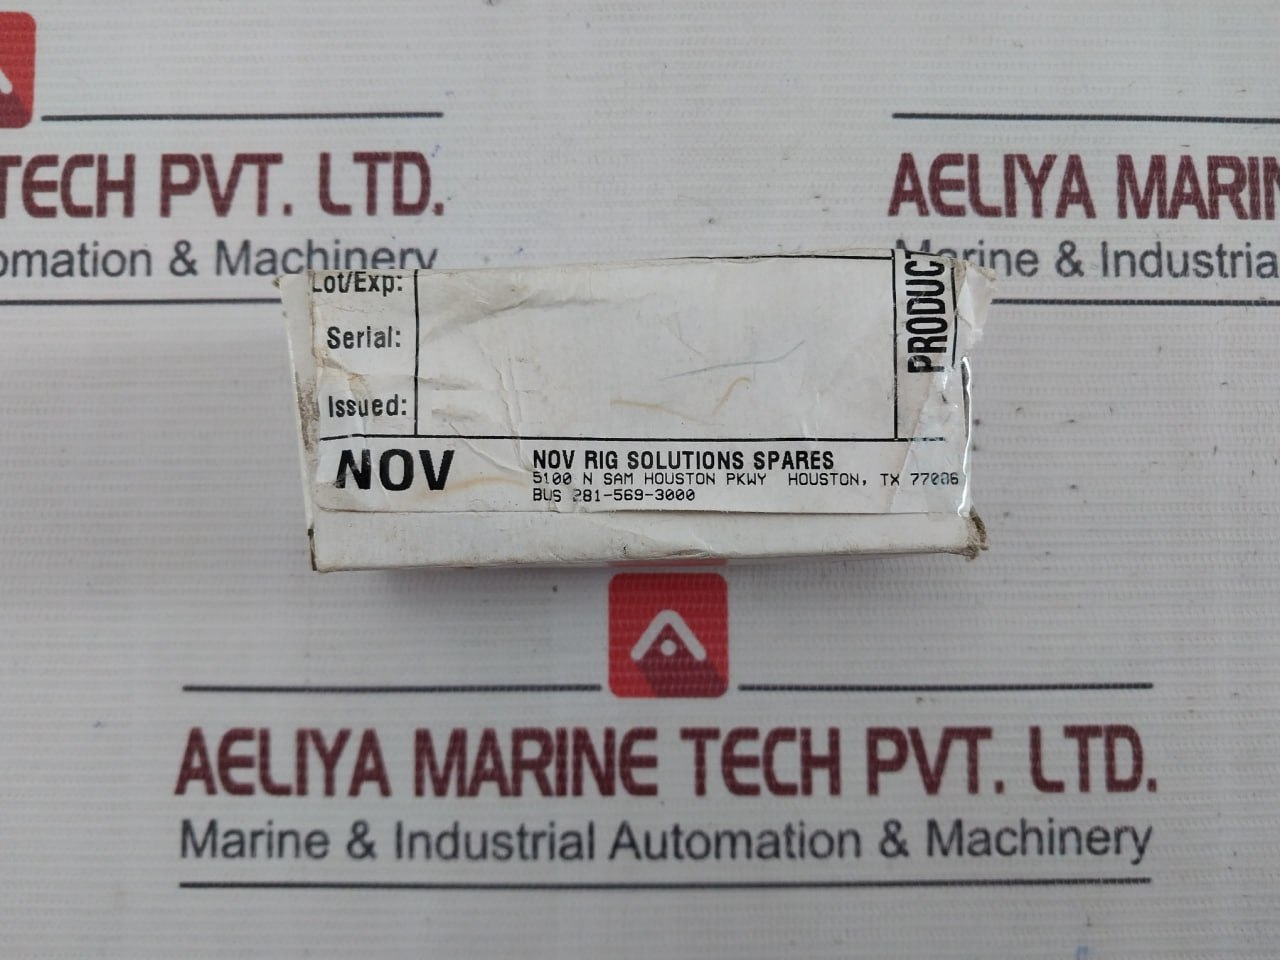 TECH PVT. LTD.
omation & Machinery
AELIYA MARIN
Marine & Industria
Lot/Exp:
Serial:
Issued:
PRODUCT
NOV
NOV RIG SOLUTIONS SPARES
5100 N SAM HOUSTON PKWY HOUSTON, TX 77086
BUS 281-569-3000
AELIYA MARINE TECH PVT. LTD.
Marine & Industrial Automation & Machinery